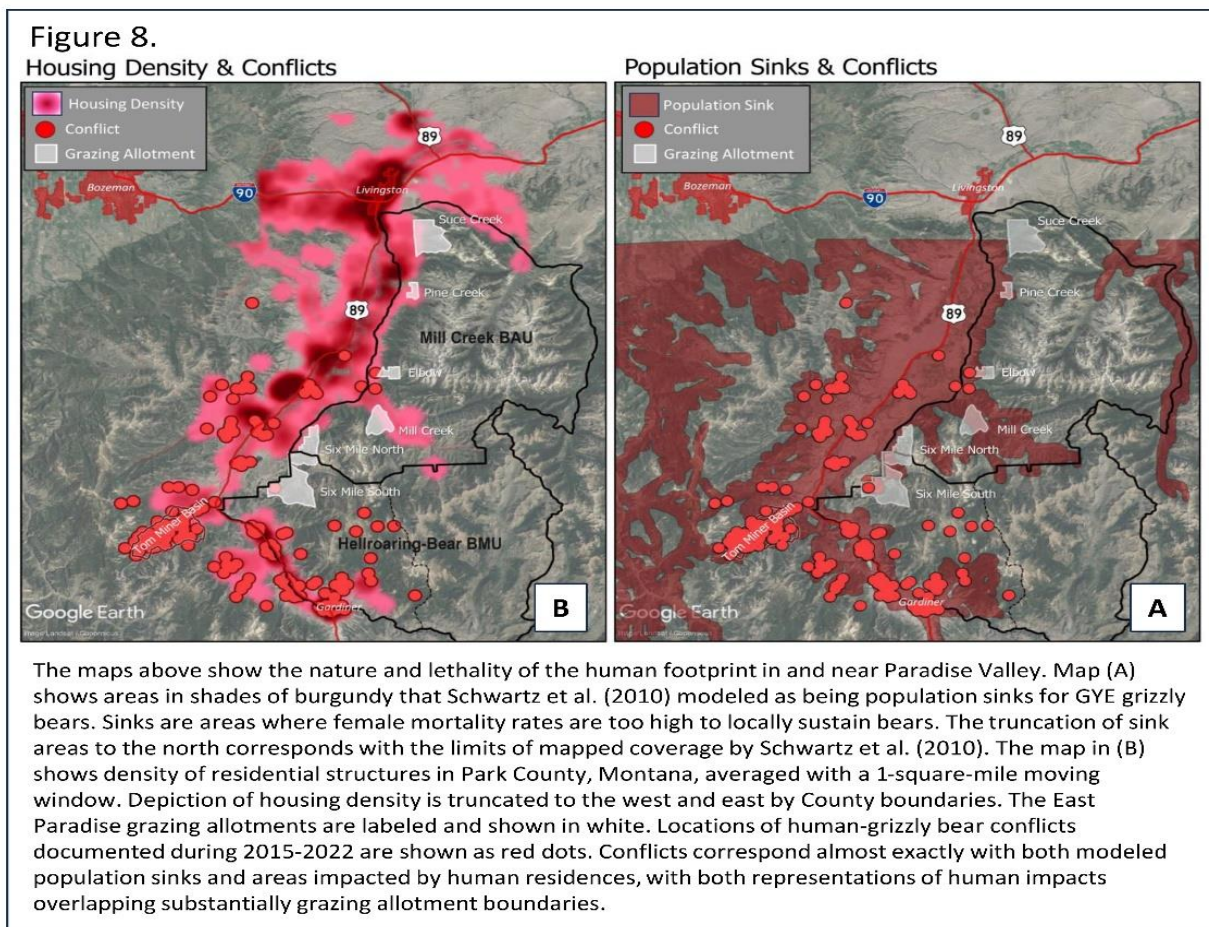 Figure 8.
Housing Density & Conflicts
Housing Density
Conflict
Grazing Allotment
89
Bozeman
90
Livingston
Suce Creek
Pine Creek
89
Mill Creek BAU
Elbow
Mill Creek
Six Mile North
Six Mile South
Tom Miner Basin
Hellroaring-Bear BMU
Gardiner
Google Earth
Image Landsat / Copernicus
B
Population Sinks & Conflicts
Population Sink
Conflict
Grazing Allotment
89
Bozeman
Livingston
90
Suce Creek
Pine Creek
89
Mill Creek BAU
Elbow
Mill Creek
Six Mile North
Six Mile South
Tom Miner Basin
Hellroaring-Bear BMU
Gardiner
Google Earth
Image Landsat / Copernicus
A
The maps above show the nature and lethality of the human footprint in and near Paradise Valley. Map (A)
shows areas in shades of burgundy that Schwartz et al. (2010) modeled as being population sinks for GYE grizzly
bears. Sinks are areas where female mortality rates are too high to locally sustain bears. The truncation of sink
areas to the north corresponds with the limits of mapped coverage by Schwartz et al. (2010). The map in (B)
shows density of residential structures in Park County, Montana, averaged with a 1-square-mile moving
window. Depiction of housing density is truncated to the west and east by County boundaries. The East
Paradise grazing allotments are labeled and shown in white. Locations of human-grizzly bear conflicts
documented during 2015-2022 are shown as red dots. Conflicts correspond almost exactly with both modeled
population sinks and areas impacted by human residences, with both representations of human impacts
overlapping substantially grazing allotment boundaries.